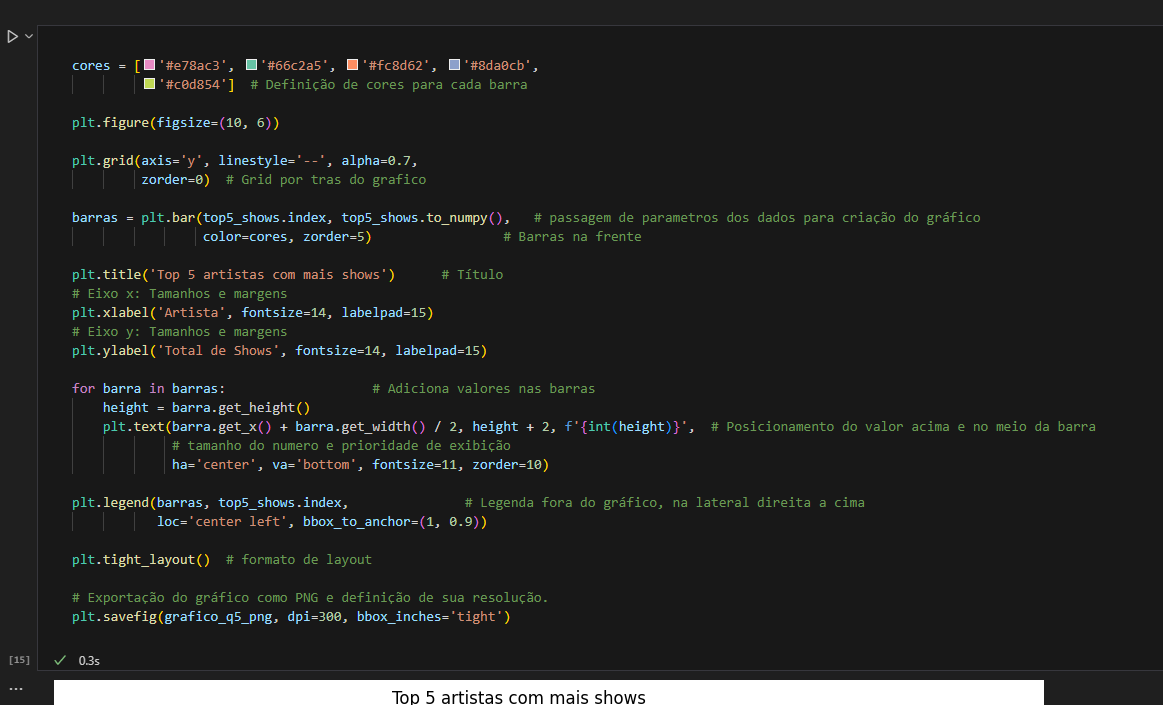 cores = ['#e78ac3', '#66c2a5', '#fc8d62', '#8da0cb',
'#c0d854'] # Definição de cores para cada barra
plt.figure(figsize=(10, 6))
plt.grid(axis='y', linestyle='--', alpha=0.7,
zorder=0) # Grid por tras do grafico
barras = plt.bar(top5_shows.index, top5_shows.to_numpy(), # passagem de parametros dos dados para criação do gráfico
color=cores, zorder=5) # Barras na frente
plt.title('Top 5 artistas com mais shows') # Título
# Eixo x: Tamanhos e margens
plt.xlabel('Artista', fontsize=14, labelpad=15)
# Eixo y: Tamanhos e margens
plt.ylabel('Total de Shows', fontsize=14, labelpad=15)
for barra in barras: # Adiciona valores nas barras
height = barra.get_height()
plt.text(barra.get_x() + barra.get_width() / 2, height + 2, f'{int(height)}', # Posicionamento do valor acima e no meio da barra
# tamanho do numero e prioridade de exibição
ha='center', va='bottom', fontsize=11, zorder=10)
plt.legend(barras, top5_shows.index, # Legenda fora do gráfico, na lateral direita a cima
loc='center left', bbox_to_anchor=(1, 0.9))
plt.tight_layout() # formato de layout
# Exportação do gráfico como PNG e definição de sua resolução.
plt.savefig(grafico_q5_png, dpi=300, bbox_inches='tight')
[15] 0.3s
...
Top 5 artistas com mais shows